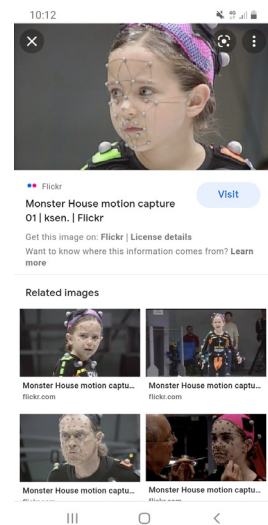 10:12
Flickr
Monster House motion capture
01 | ksen. | Flickr
Visit
Get this image on: Flickr | License details
Want to know where this information comes from? Learn
more
Related images
Monster House motion captu...
flickr.com
Monster House motion captu...
flickr.com
Monster House motion captu...
Monster House motion captu...